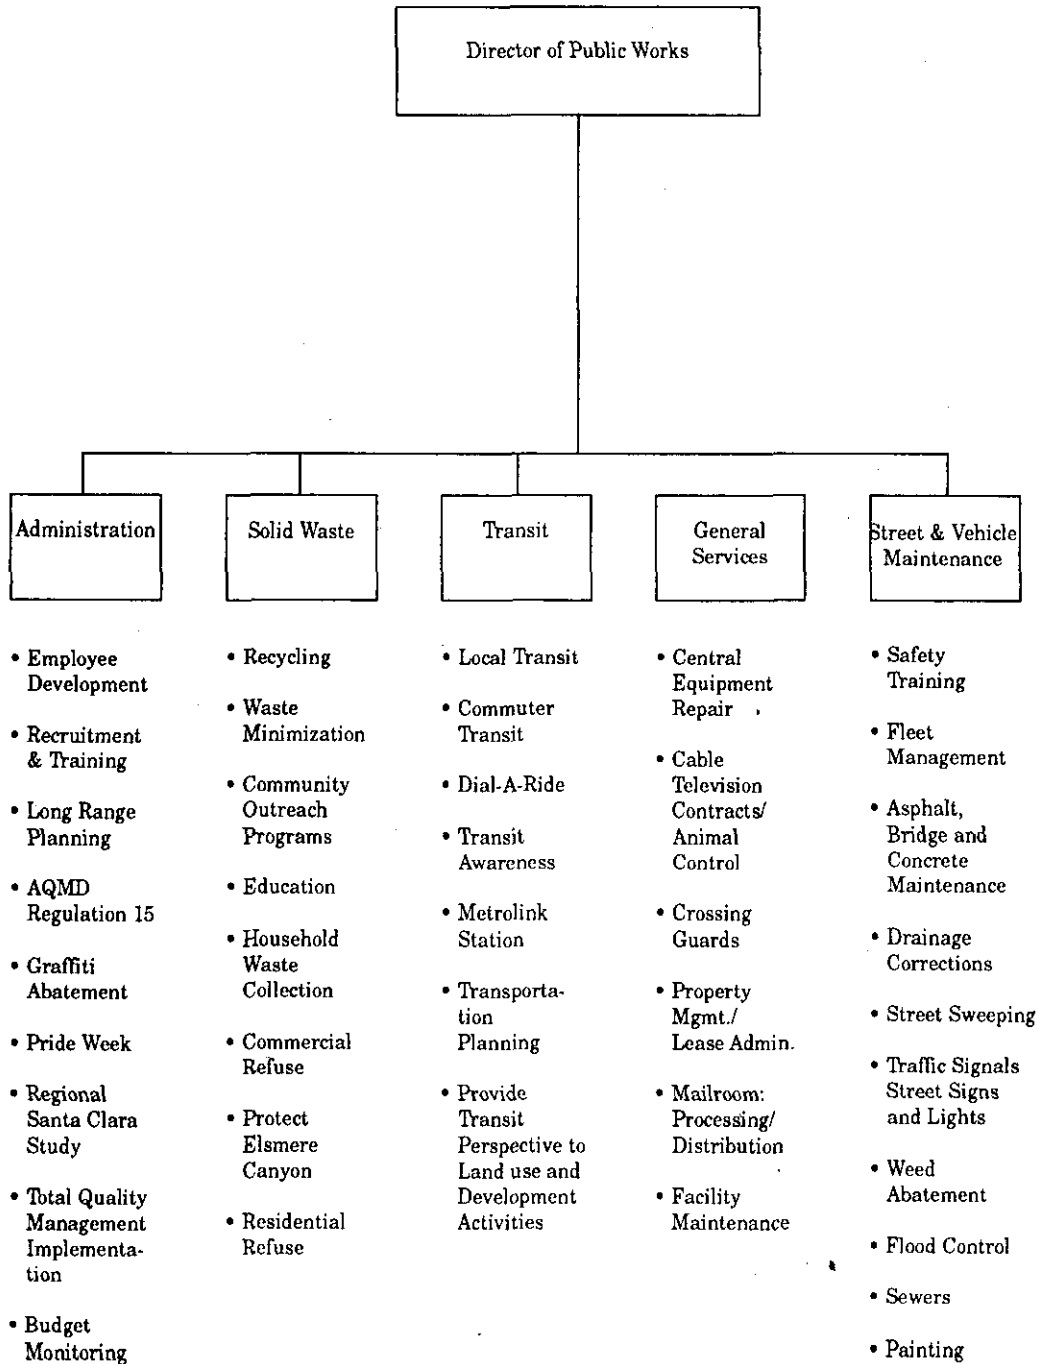 Director of Public Works
Administration
• Employee
Development
• Recruitment
& Training
• Long Range
Planning
• AQMD
Regulation 15
• Graffiti
Abatement
• Pride Week
• Regional
Santa Clara
Study
• Total Quality
Management
Implementa-
tion
• Budget
Monitoring
Solid Waste
• Recycling
• Waste
Minimization
• Community
Outreach
Programs
• Education
• Household
Waste
Collection
• Commercial
Refuse
• Protect
Elsmere
Canyon
• Residential
Refuse
Transit
• Local Transit
• Commuter
Transit
• Dial-A-Ride
• Transit
Awareness
• Metrolink
Station
• Transporta-
tion
Planning
• Provide
Transit
Perspective to
Land use and
Development
Activities
General
Services
• Central
Equipment
Repair
• Cable
Television
Contracts/
Animal
Control
• Crossing
Guards
• Property
Mgmt./
Lease Admin.
• Mailroom:
Processing/
Distribution
• Facility
Maintenance
Street & Vehicle
Maintenance
• Safety
Training
• Fleet
Management
• Asphalt,
Bridge and
Concrete
Maintenance
• Drainage
Corrections
• Street Sweeping
• Traffic Signals
Street Signs
and Lights
• Weed
Abatement
• Flood Control
• Sewers
• Painting